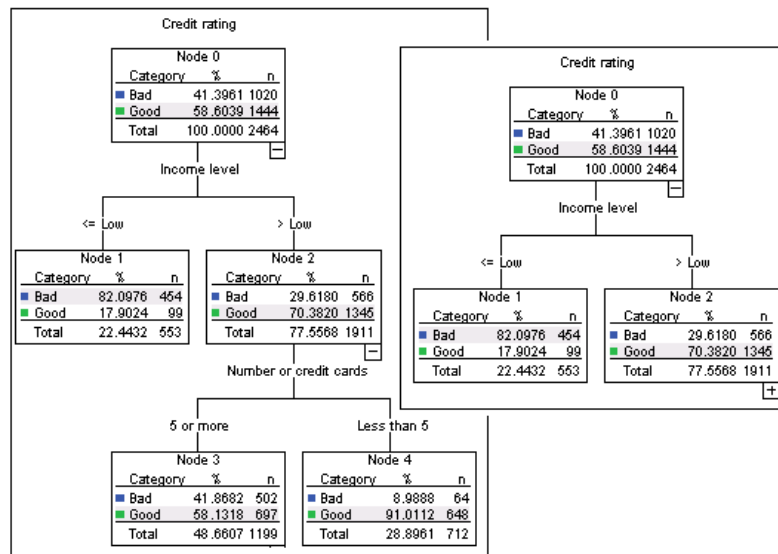 Credit rating
Node 0
Category % n
Bad 41.3961 1020
Good 58.6039 1444
Total 100.0000 2464
Income level
<= Low
> Low
Node 1
Category % n
Bad 82.0976 454
Good 17.9024 99
Total 22.4432 553
Node 2
Category % n
Bad 29.6180 566
Good 70.3820 1345
Total 77.5568 1911
Number or credit cards
5 or more
Less than 5
Node 3
Category % n
Bad 41.8682 502
Good 58.1318 697
Total 48.6607 1199
Node 4
Category % n
Bad 8.9888 64
Good 91.0112 648
Total 28.8961 712
Credit rating
Node 0
Category % n
Bad 41.3961 1020
Good 58.6039 1444
Total 100.0000 2464
Income level
<= Low
> Low
Node 1
Category % n
Bad 82.0976 454
Good 17.9024 99
Total 22.4432 553
Node 2
Category % n
Bad 29.6180 566
Good 70.3820 1345
Total 77.5568 1911